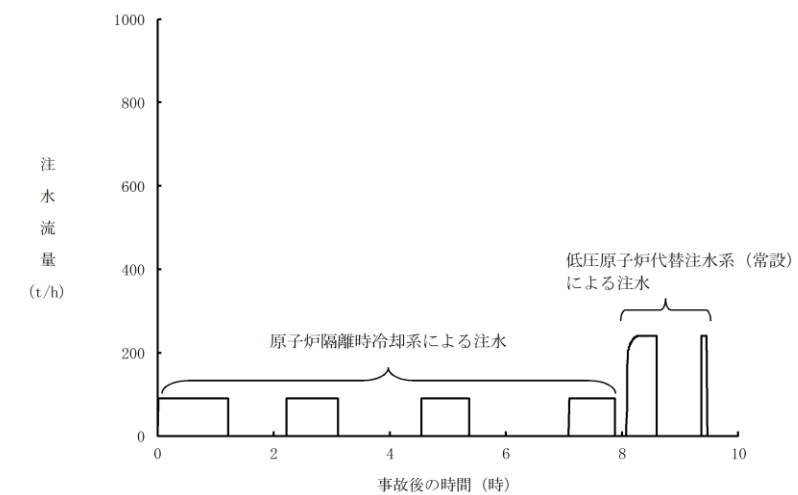 1000
800
600
400
200
0
注
水
流
量
(t/h)
低圧原子炉代替注水系（常設）
による注水
原子炉隔離時冷却系による注水
0
2
4
6
8
10
事故後の時間（時）